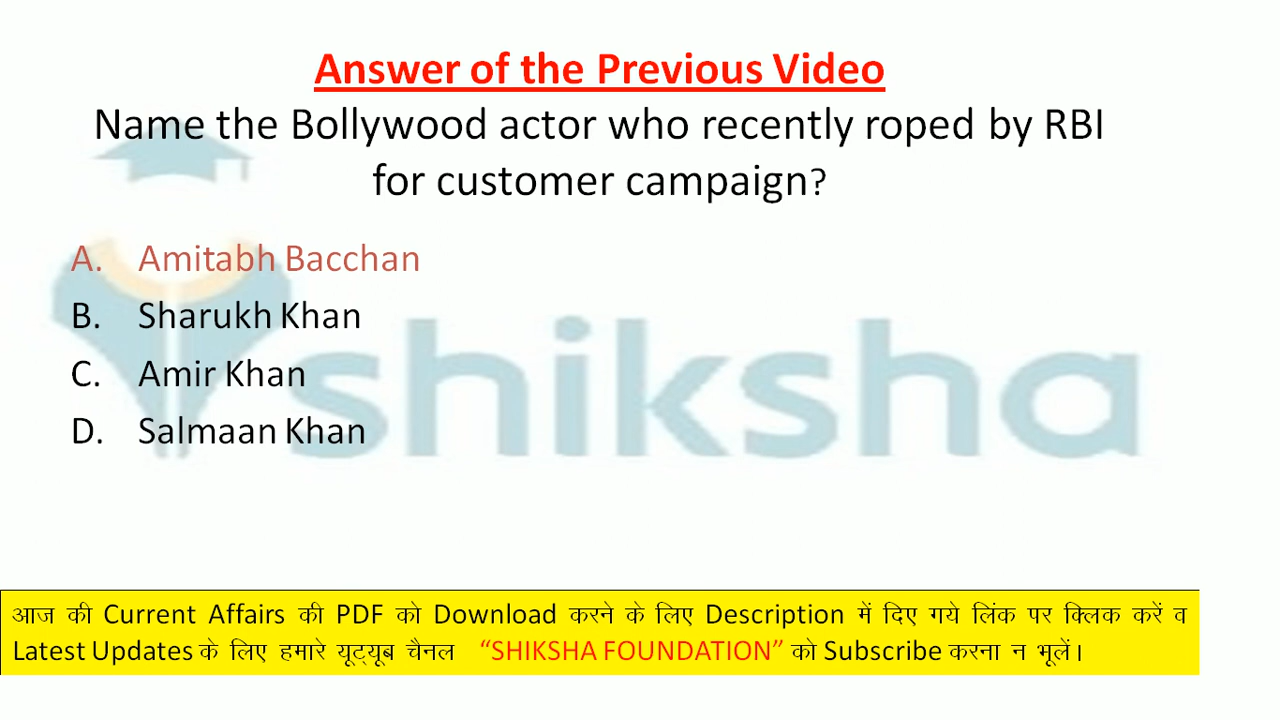 Answer of the Previous Video
Name the Bollywood actor who recently roped by RBI
for customer campaign?
A. Amitabh Bacchan
B. Sharukh Khan
C. Amir Khan
D. Salmaan Khan
shiksha
आज की Current Affairs की PDF को Download करने के लिए Description में दिए गये लिंक पर क्लिक करें व
Latest Updates के लिए हमारे यूट्यूब चैनल “SHIKSHA FOUNDATION” को Subscribe करना न भूलें।